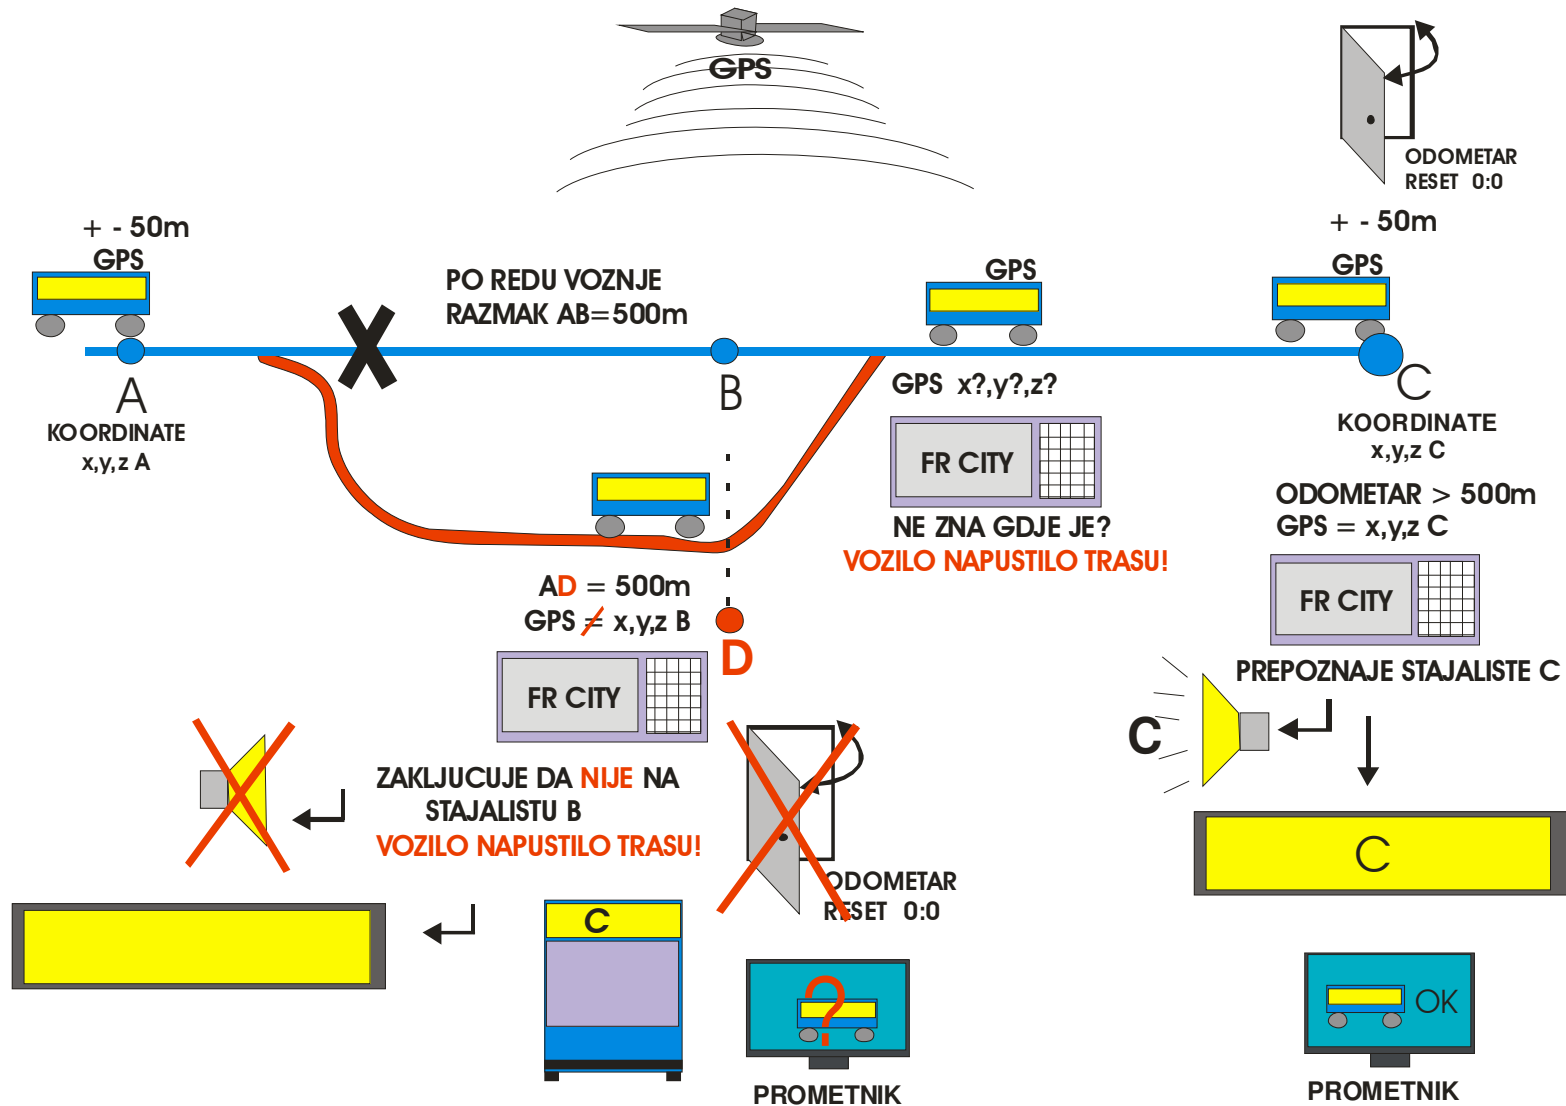 GPS
ODOMETAR
RESET 0:0
+ - 50m
GPS
PO REDU VOZNJE
RAZMAK AB=500m
GPS
+ - 50m
GPS
A
KOORDINATE
x,y,z A
B
GPS x?,y?,z?
FR CITY
NE ZNA GDJE JE?
VOZILO NAPUSTILO TRASU!
C
KOORDINATE
x,y,z C
ODOMETAR > 500m
GPS = x,y,z C
FR CITY
PREPOZNAJE STAJALISTE C
C
C
OK
PROMETNIK
AD = 500m
GPS ≠ x,y,z B
D
FR CITY
ZAKLJUCUJE DA NIJE NA
STAJALISTU B
VOZILO NAPUSTILO TRASU!
ODOMETAR
RESET 0:0
C
?
PROMETNIK